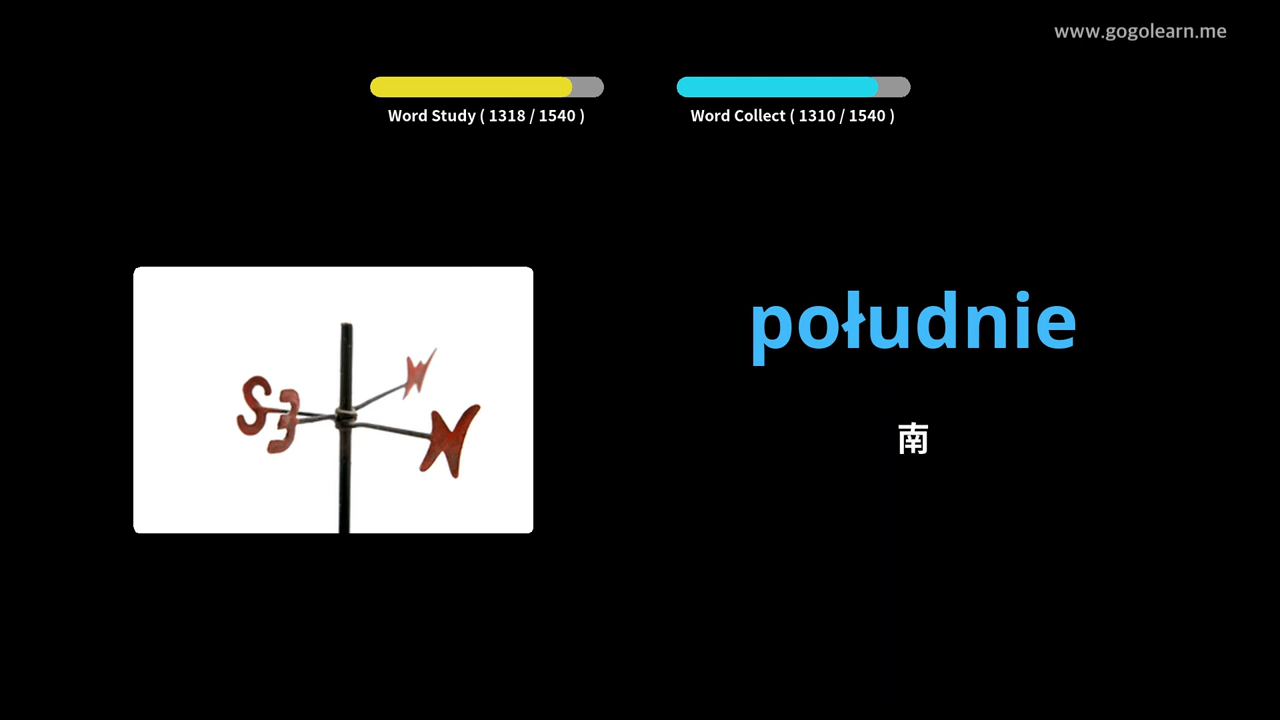 www.gogolearn.me
Word Study ( 1318 / 1540 )
Word Collect ( 1310 / 1540 )
południe
南
S
E
N